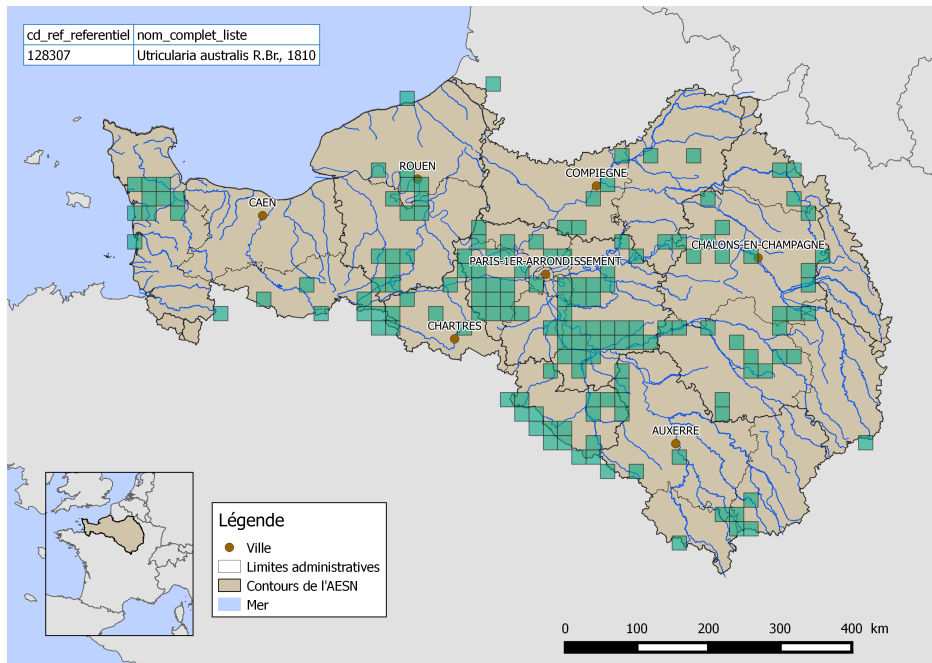 cd_ref_referentiel nom_complet_liste
128307 Utricularia australis R.Br., 1810
ROUEN
COMPIEGNE
CAEN
CHALONS-EN-CHAMPAGNE
PARIS-1ER-ARRONDISSEMENT
CHARTRES
AUXERRE
Légende
Ville
Limites administratives
Contours de l'AESN
Mer
0 100 200 300 400 km